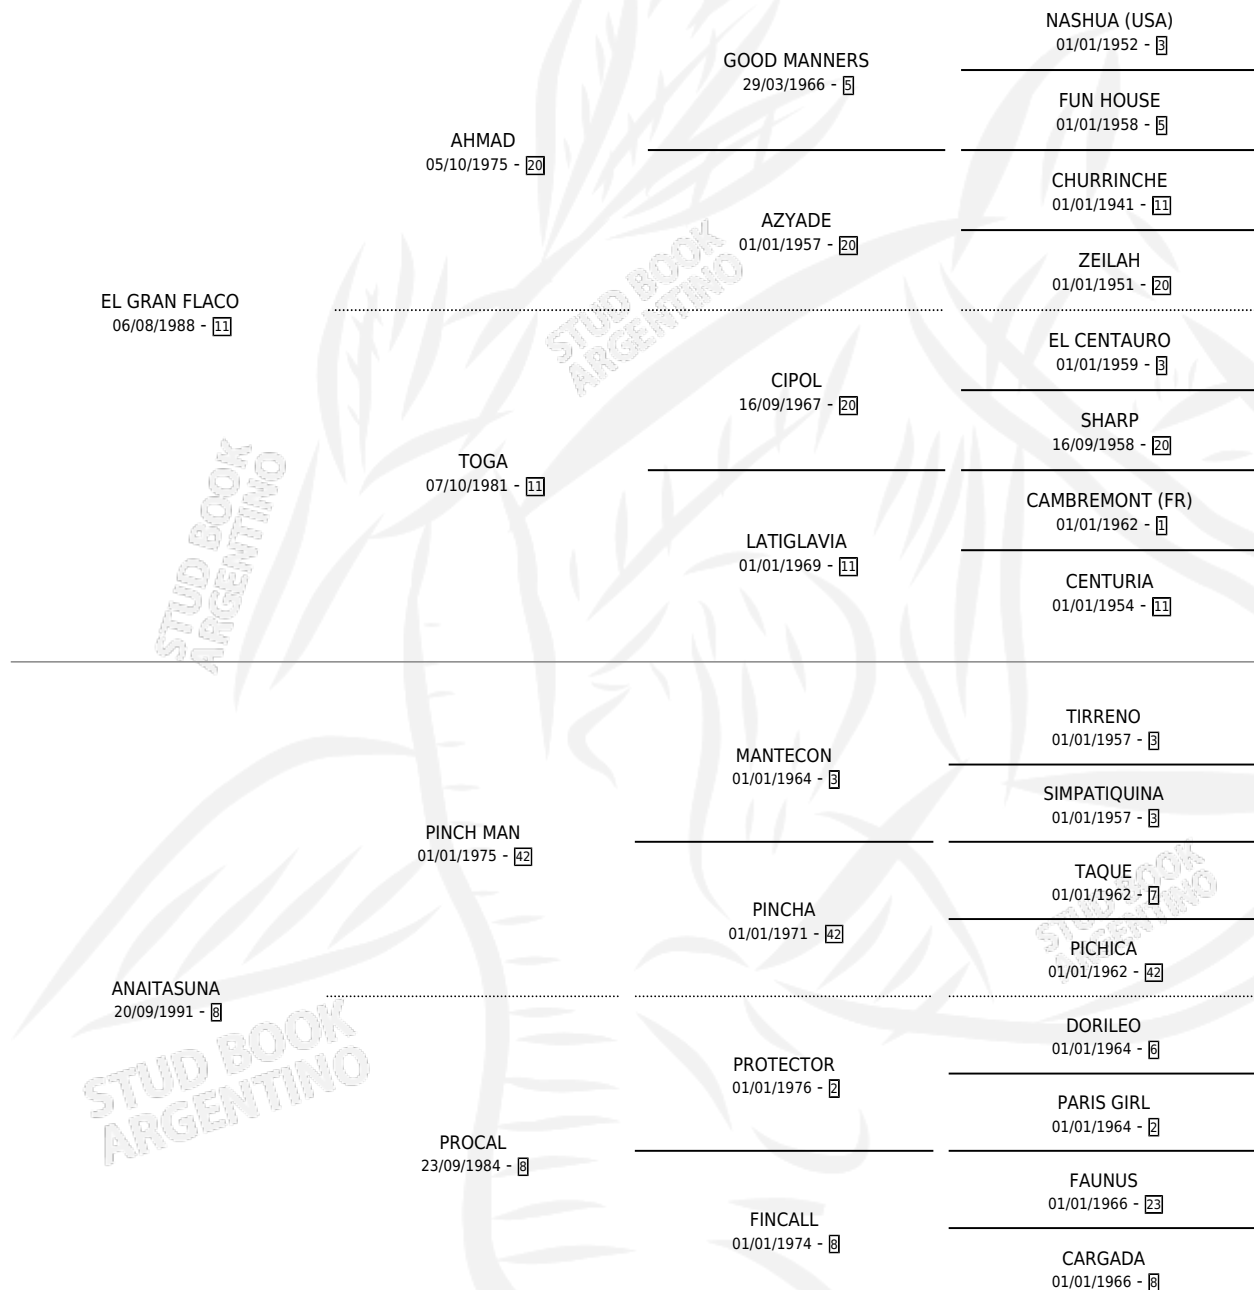 NASHUA (USA)
01/01/1952 - 3
GOOD MANNERS
29/03/1966 - 5
FUN HOUSE
01/01/1958 - 5
AHMAD
05/10/1975 - 20
CHURRINCHE
01/01/1941 - 11
AZYADE
01/01/1957 - 20
ZEILAH
01/01/1951 - 20
EL GRAN FLACO
06/08/1988 - 11
EL CENTAURO
01/01/1959 - 3
CIPOL
16/09/1967 - 20
SHARP
16/09/1958 - 20
TOGA
07/10/1981 - 11
CAMBREMONT (FR)
01/01/1962 - 1
LATIGLAVIA
01/01/1969 - 11
CENTURIA
01/01/1954 - 11
TIRRENO
01/01/1957 - 3
MANTECON
01/01/1964 - 3
SIMPATIQUINA
01/01/1957 - 3
PINCH MAN
01/01/1975 - 42
TAQUE
01/01/1962 - 7
PINCHA
01/01/1971 - 42
PICHICA
01/01/1962 - 42
ANAITASUNA
20/09/1991 - 8
DORILEO
01/01/1964 - 6
PROTECTOR
01/01/1976 - 2
PARIS GIRL
01/01/1964 - 2
PROCAL
23/09/1984 - 8
FAUNUS
01/01/1966 - 23
FINCALL
01/01/1974 - 8
CARGADA
01/01/1966 - 8
STUD BOOK
ARGENTINO
STUD BOOK
ARGENTINO
STUD BOOK
ARGENTINO
STUD BOOK
ARGENTINO